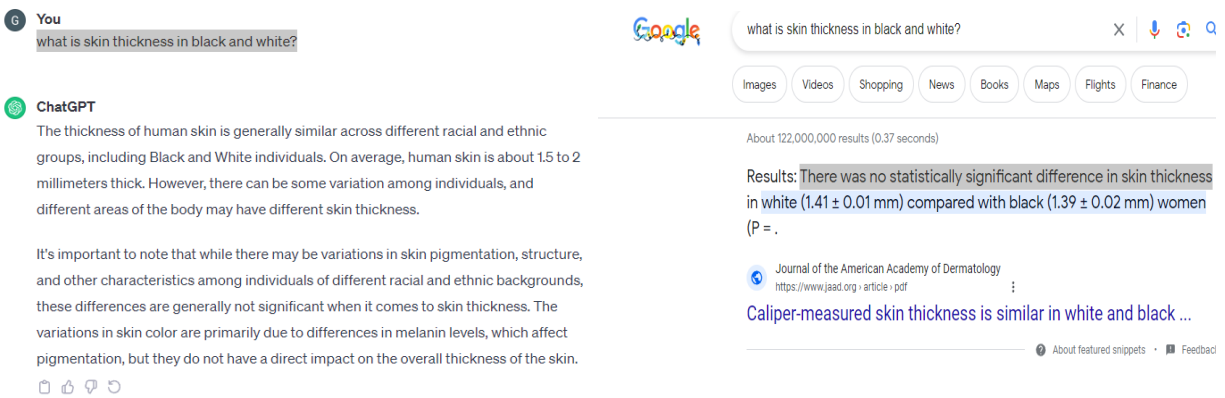 G
You
what is skin thickness in black and white?
ChatGPT
The thickness of human skin is generally similar across different racial and ethnic
groups, including Black and White individuals. On average, human skin is about 1.5 to 2
millimeters thick. However, there can be some variation among individuals, and
different areas of the body may have different skin thickness.
It's important to note that while there may be variations in skin pigmentation, structure,
and other characteristics among individuals of different racial and ethnic backgrounds,
these differences are generally not significant when it comes to skin thickness. The
variations in skin color are primarily due to differences in melanin levels, which affect
pigmentation, but they do not have a direct impact on the overall thickness of the skin.
Google
what is skin thickness in black and white?
Images
Videos
Shopping
News
Books
Maps
Flights
Finance
About 122,000,000 results (0.37 seconds)
Results: There was no statistically significant difference in skin thickness
in white (1.41 ± 0.01 mm) compared with black (1.39 ± 0.02 mm) women
(P = .
Journal of the American Academy of Dermatology
https://www.jaad.org › article › pdf
Caliper-measured skin thickness is similar in white and black ...
About featured snippets • Feedback